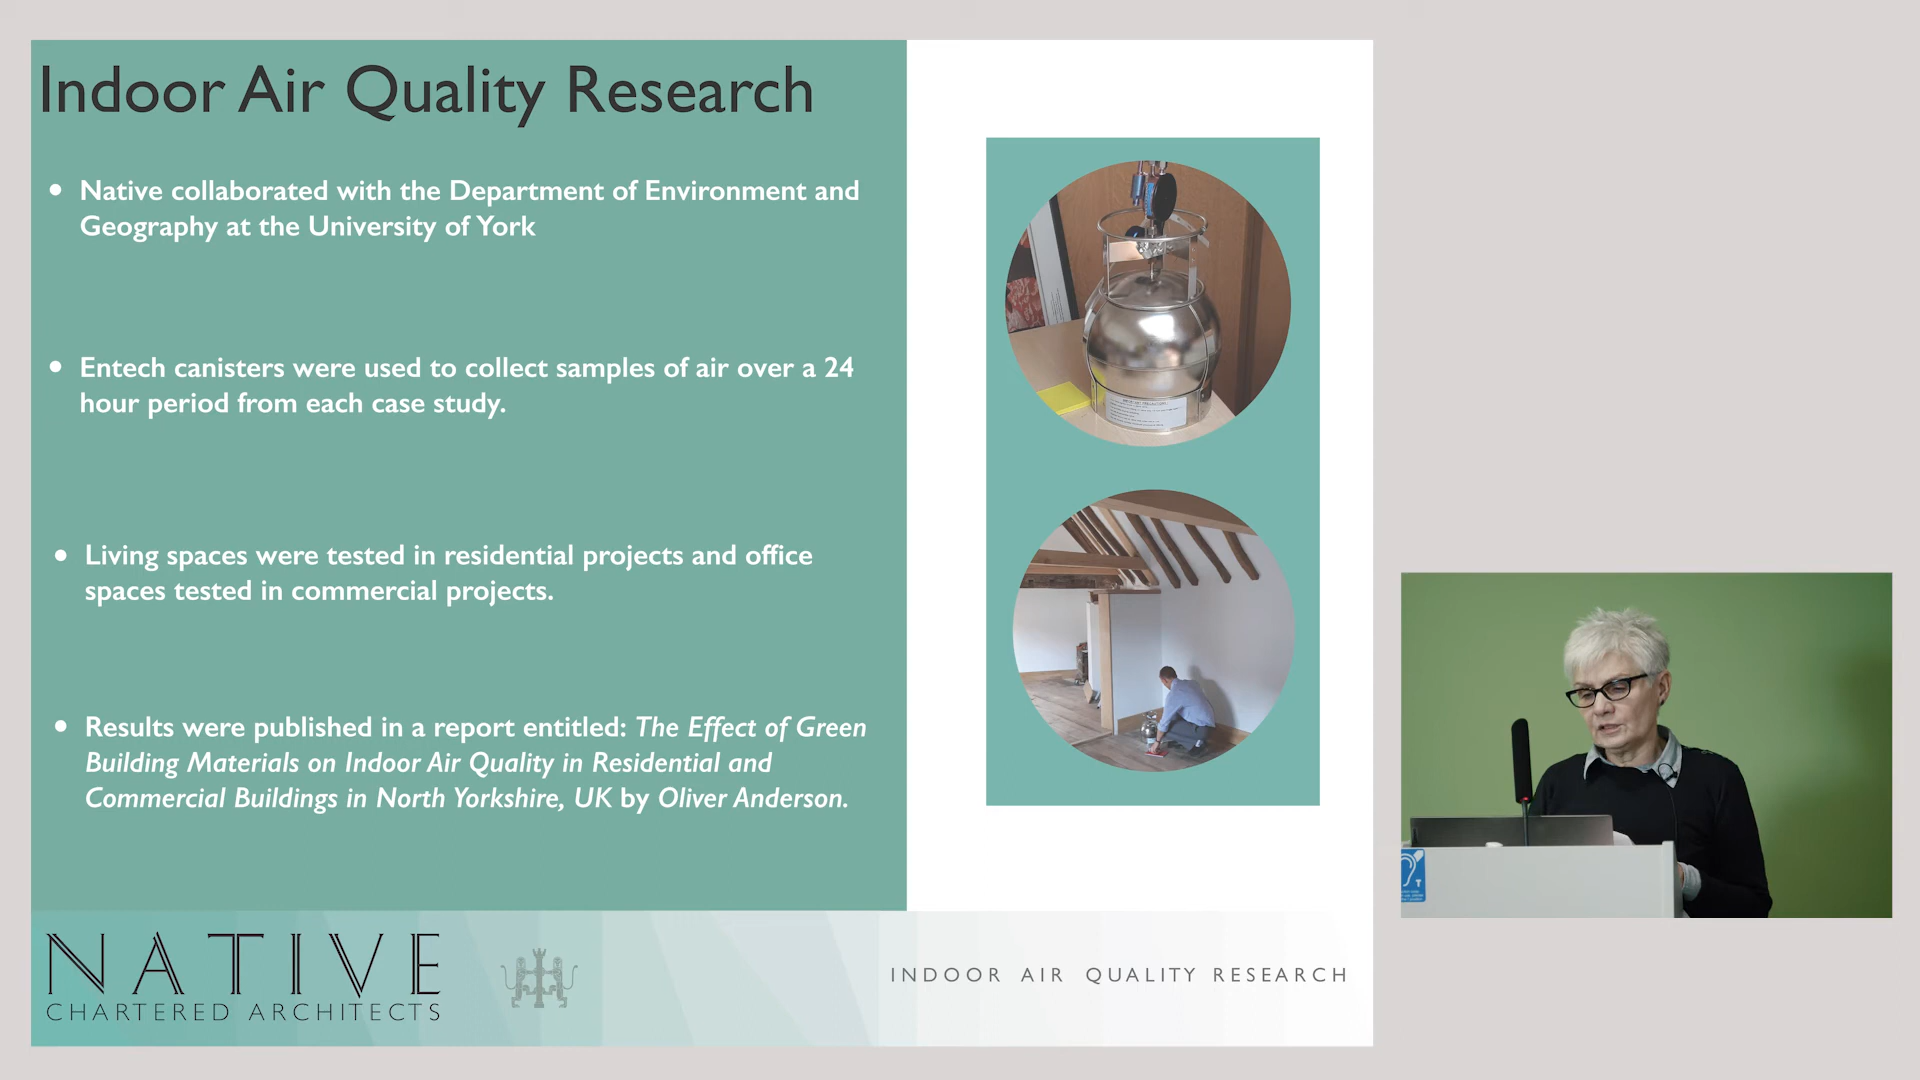 Indoor Air Quality Research
Native collaborated with the Department of Environment and
Geography at the University of York
Entech canisters were used to collect samples of air over a 24
hour period from each case study.
Living spaces were tested in residential projects and office
spaces tested in commercial projects.
Results were published in a report entitled: The Effect of Green
Building Materials on Indoor Air Quality in Residential and
Commercial Buildings in North Yorkshire, UK by Oliver Anderson.
NATIVE
CHARTERED ARCHITECTS
INDOOR AIR QUALITY RESEARCH
T